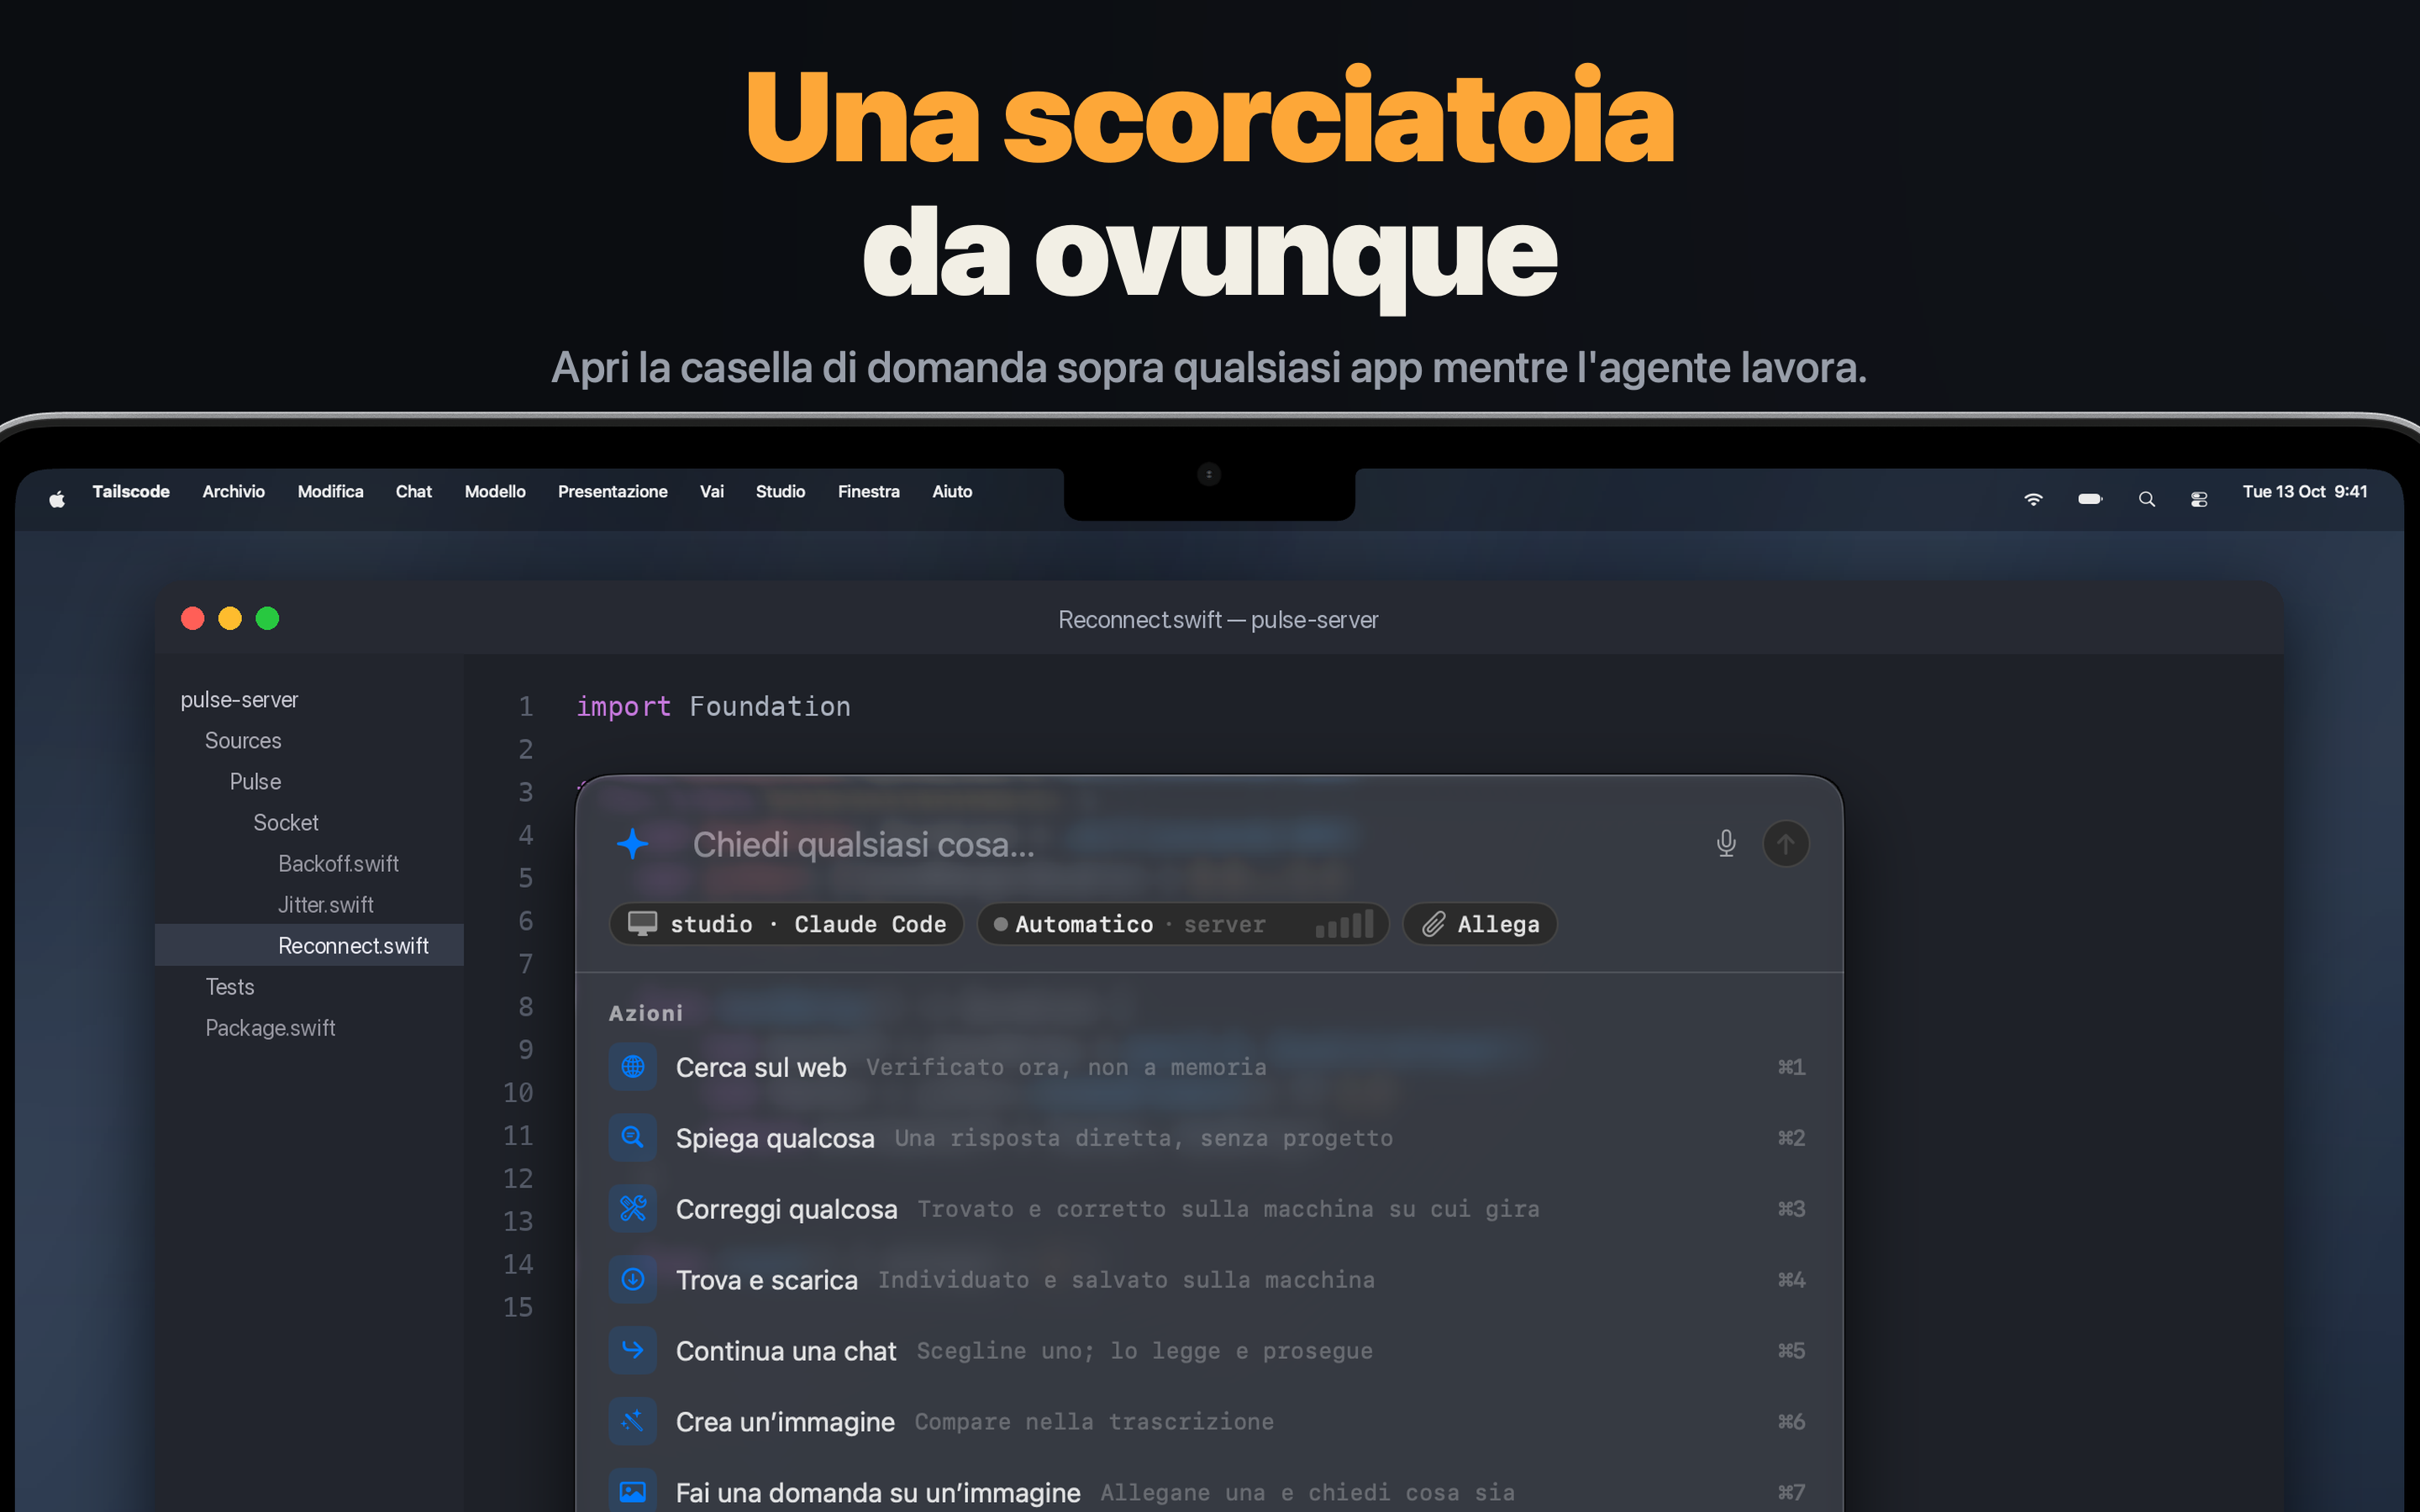 Una scorciatoia
da ovunque
Apri la casella di domanda sopra qualsiasi app mentre l'agente lavora.
Tailscode Archivio Modifica Chat Modello Presentazione Vai Studio Finestra Aiuto Tue 13 Oct 9:41
Reconnect.swift — pulse-server
pulse-server
Sources
Pulse
Socket
Backoff.swift
Jitter.swift
Reconnect.swift
Tests
Package.swift
1 import Foundation
2
3
4
5
6
7
8
9
10
11
12
13
14
15
Chiedi qualsiasi cosa...
studio · Claude Code Automatico · server Allega
Azioni
Cerca sul web Verificato ora, non a memoria ⌘1
Spiega qualcosa Una risposta diretta, senza progetto ⌘2
Correggi qualcosa Trovato e corretto sulla macchina su cui gira ⌘3
Trova e scarica Individuato e salvato sulla macchina ⌘4
Continua una chat Scegline uno; lo legge e prosegue ⌘5
Crea un’immagine Compare nella trascrizione ⌘6
Fai una domanda su un’immagine Allegane una e chiedi cosa sia ⌘7